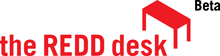 Beta
the REDD desk